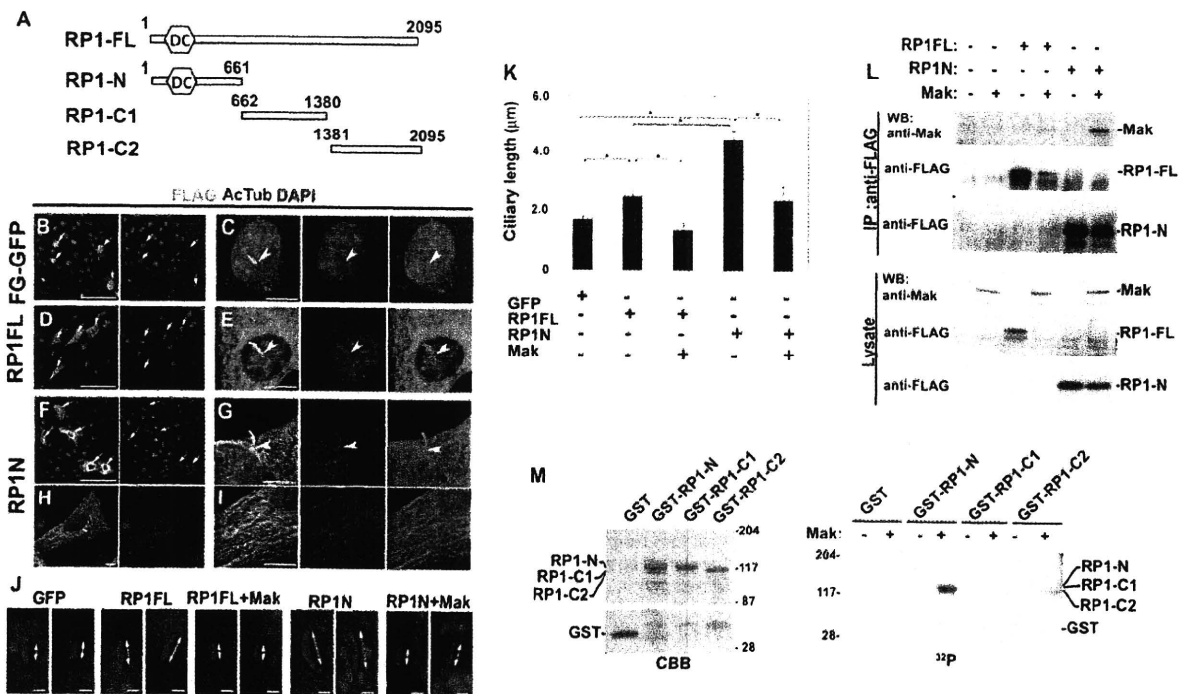 A
1
2095
RP1-FL
DC
1
661
RP1-N
DC
662
1380
RP1-C1
1381
2095
RP1-C2
FLAG AcTub DAPI
B
C
FG-GFP
D
E
RP1FL
F
G
H
I
RP1N
J
GFP RP1FL RP1FL+Mak RP1N RP1N+Mak
K
Ciliary length (μm)
6.0
4.0
2.0
0
GFP + - - - -
RP1FL - + + - -
RP1N - - - + +
Mak - - + - +
L
RP1FL: - - + + - -
RP1N: - - - - + +
Mak: - + - + - +
IP :anti-FLAG
WB:
anti-Mak -Mak
anti-FLAG -RP1-FL
anti-FLAG -RP1-N
Lysate
WB:
anti-Mak -Mak
anti-FLAG -RP1-FL
anti-FLAG -RP1-N
M
GST GST-RP1-N GST-RP1-C1 GST-RP1-C2
- 204
RP1-N
- 117
RP1-C1
RP1-C2
- 87
GST-
- 28
CBB
GST GST-RP1-N GST-RP1-C1 GST-RP1-C2
Mak: - + - + - + - +
204-
RP1-N
117-
RP1-C1
RP1-C2
-GST
28-
32P